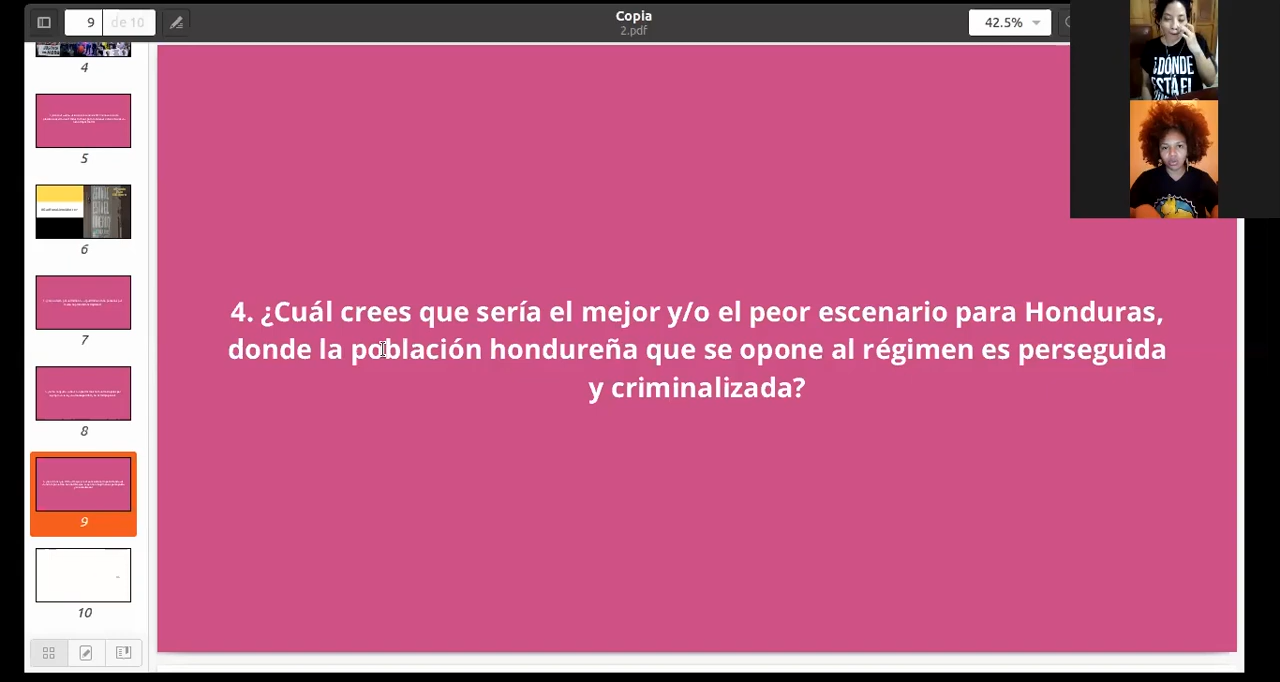 9 de 10
Copia
2.pdf
42.5%
4
5
6
7
8
9
10
¿DÓNDE
ESTÁ EL
4. ¿Cuál crees que sería el mejor y/o el peor escenario para Honduras,
donde la población hondureña que se opone al régimen es perseguida
y criminalizada?